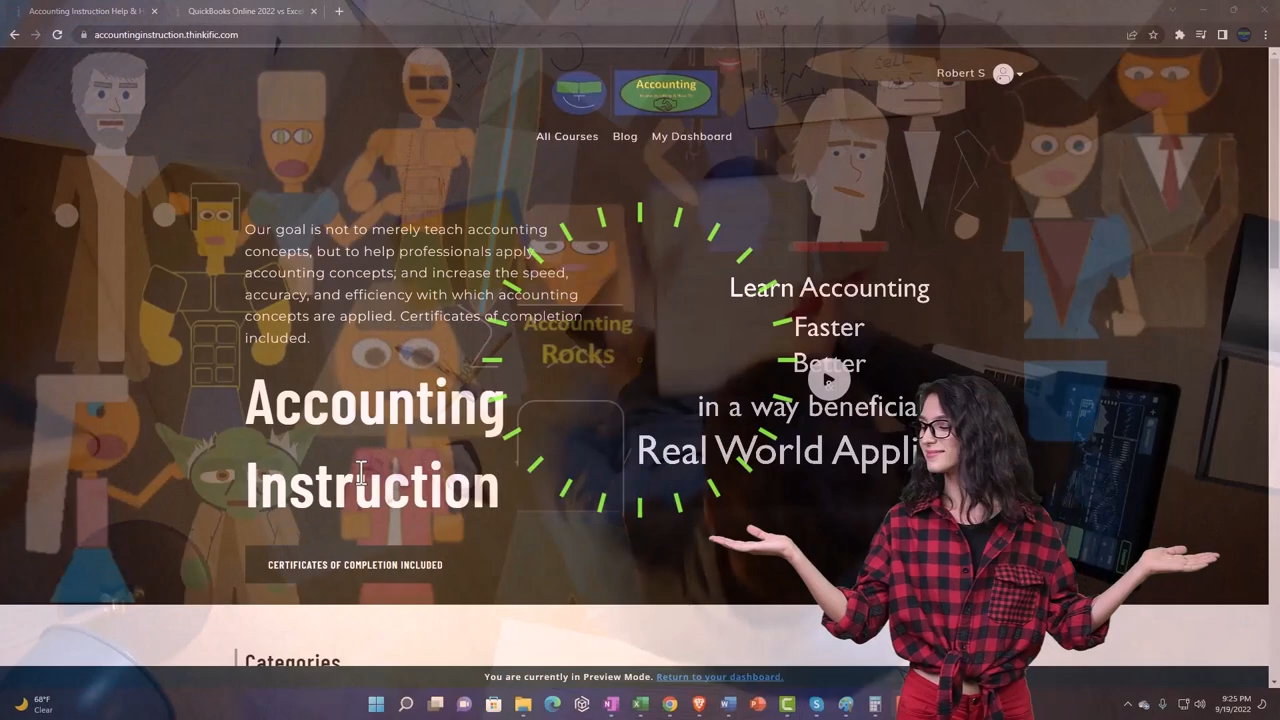 Accounting Instruction Help & H
QuickBooks Online 2022 vs Exce
accountinginstruction.thinkific.com
Robert S
Accounting
All Courses
Blog
My Dashboard
Our goal is not to merely teach accounting
concepts, but to help professionals apply
accounting concepts; and increase the speed,
accuracy, and efficiency with which accounting
concepts are applied. Certificates of completion
included.
Accounting
Instruction
CERTIFICATES OF COMPLETION INCLUDED
Accounting
Rocks
Learn Accounting
Faster
Better
&
in a way beneficia
Real World Appli
Categories
You are currently in Preview Mode. Return to your dashboard.
68°F
Clear
9:25 PM
9/19/2022